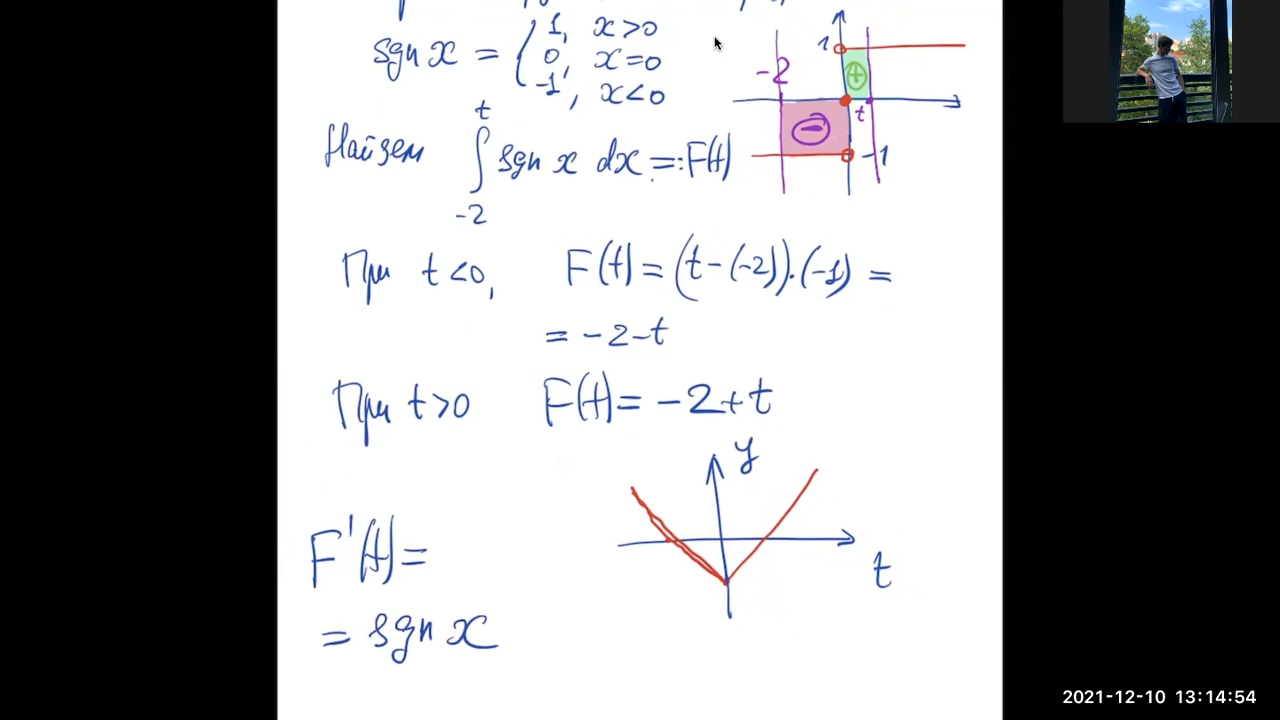 sgn x = { 1, x>0
0, x=0
-1, x<0
Найдем ∫_{-2}^{t} sgn x dx =: F(t)
1
-2
⊕
t
⊖
-1
При t<0, F(t) = (t-(-2))·(-1) =
= -2-t
При t>0 F(t) = -2+t
y
t
F'(t) =
= sgn x
2021-12-10 13:14:54